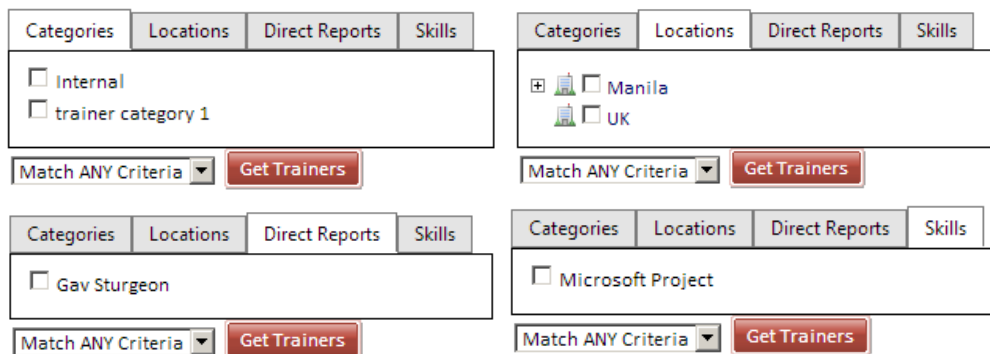 Categories Locations Direct Reports Skills
Internal
trainer category 1
Match ANY Criteria Get Trainers
Categories Locations Direct Reports Skills
Manila
UK
Match ANY Criteria Get Trainers
Categories Locations Direct Reports Skills
Gav Sturgeon
Match ANY Criteria Get Trainers
Categories Locations Direct Reports Skills
Microsoft Project
Match ANY Criteria Get Trainers